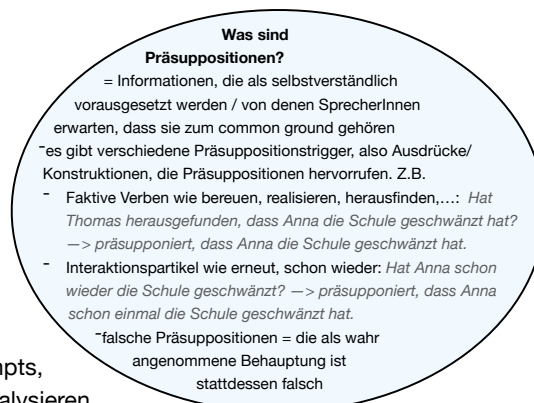 Was sind
Präsuppositionen?
= Informationen, die als selbstverständlich
vorausgesetzt werden / von denen SprecherInnen
erwarten, dass sie zum common ground gehören
-es gibt verschiedene Präsuppositionstrigger, also Ausdrücke/
Konstruktionen, die Präsuppositionen hervorrufen. Z.B.
- Faktive Verben wie bereuen, realisieren, herausfinden,…: Hat
Thomas herausgefunden, dass Anna die Schule geschwänzt hat?
—> präsupponiert, dass Anna die Schule geschwänzt hat.
- Interaktionspartikel wie erneut, schon wieder: Hat Anna schon
wieder die Schule geschwänzt? —> präsupponiert, dass Anna
schon einmal die Schule geschwänzt hat.
-falsche Präsuppositionen = die als wahr
angenommene Behauptung ist
stattdessen falsch